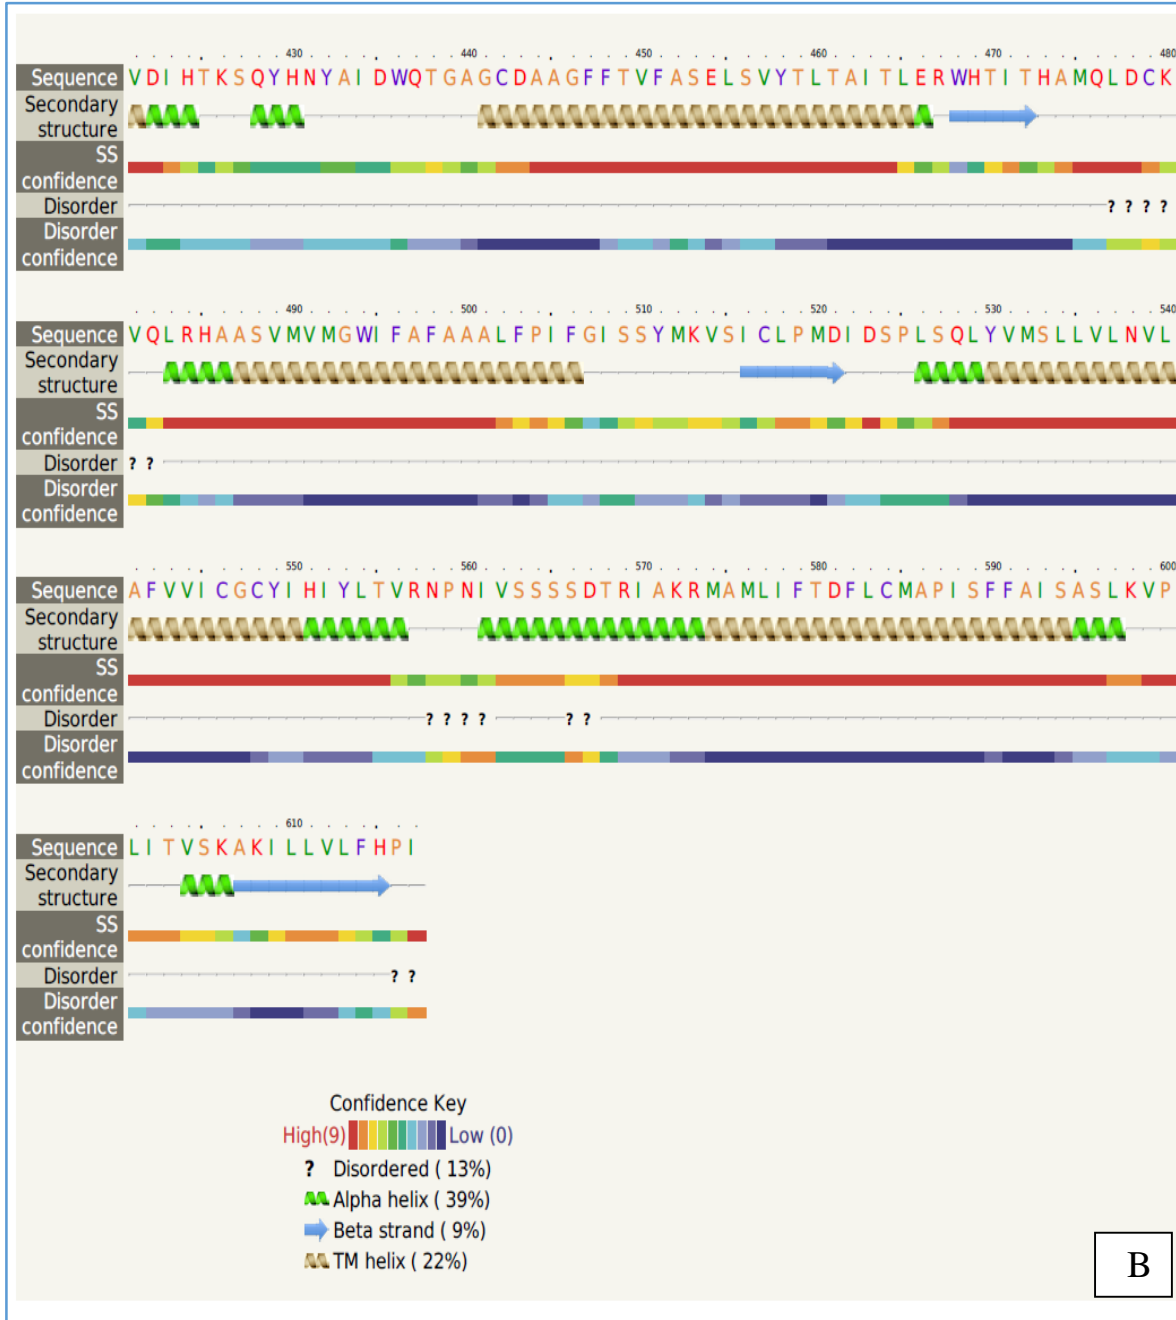 430 440 450 460 470 480
Sequence VDIHTKSQYHNYAIDWQTGAGCDAAGFFTVFASELSVYTLTAITLERWHTITHAMQLDCK
Secondary
structure
SS
confidence
Disorder ? ? ? ?
Disorder
confidence
490 500 510 520 530 540
Sequence VQLRHAASVMVMGWIFAFAAALFPIFGISSYMKVSICLPMDIDSPLSQLYVMSLLVLNVL
Secondary
structure
SS
confidence
Disorder ? ?
Disorder
confidence
550 560 570 580 590 600
Sequence AFVVICGCYIHIYLTVRNPNIVSSSSDTRIAKRMAMLIFTDFLCMAPISFFAISASLKVP
Secondary
structure
SS
confidence
Disorder ? ? ? ? ? ?
Disorder
confidence
610
Sequence LITVSKAKILLVLFHPI
Secondary
structure
SS
confidence
Disorder ? ?
Disorder
confidence
Confidence Key
High(9) Low (0)
? Disordered ( 13%)
Alpha helix ( 39%)
Beta strand ( 9%)
TM helix ( 22%)
B